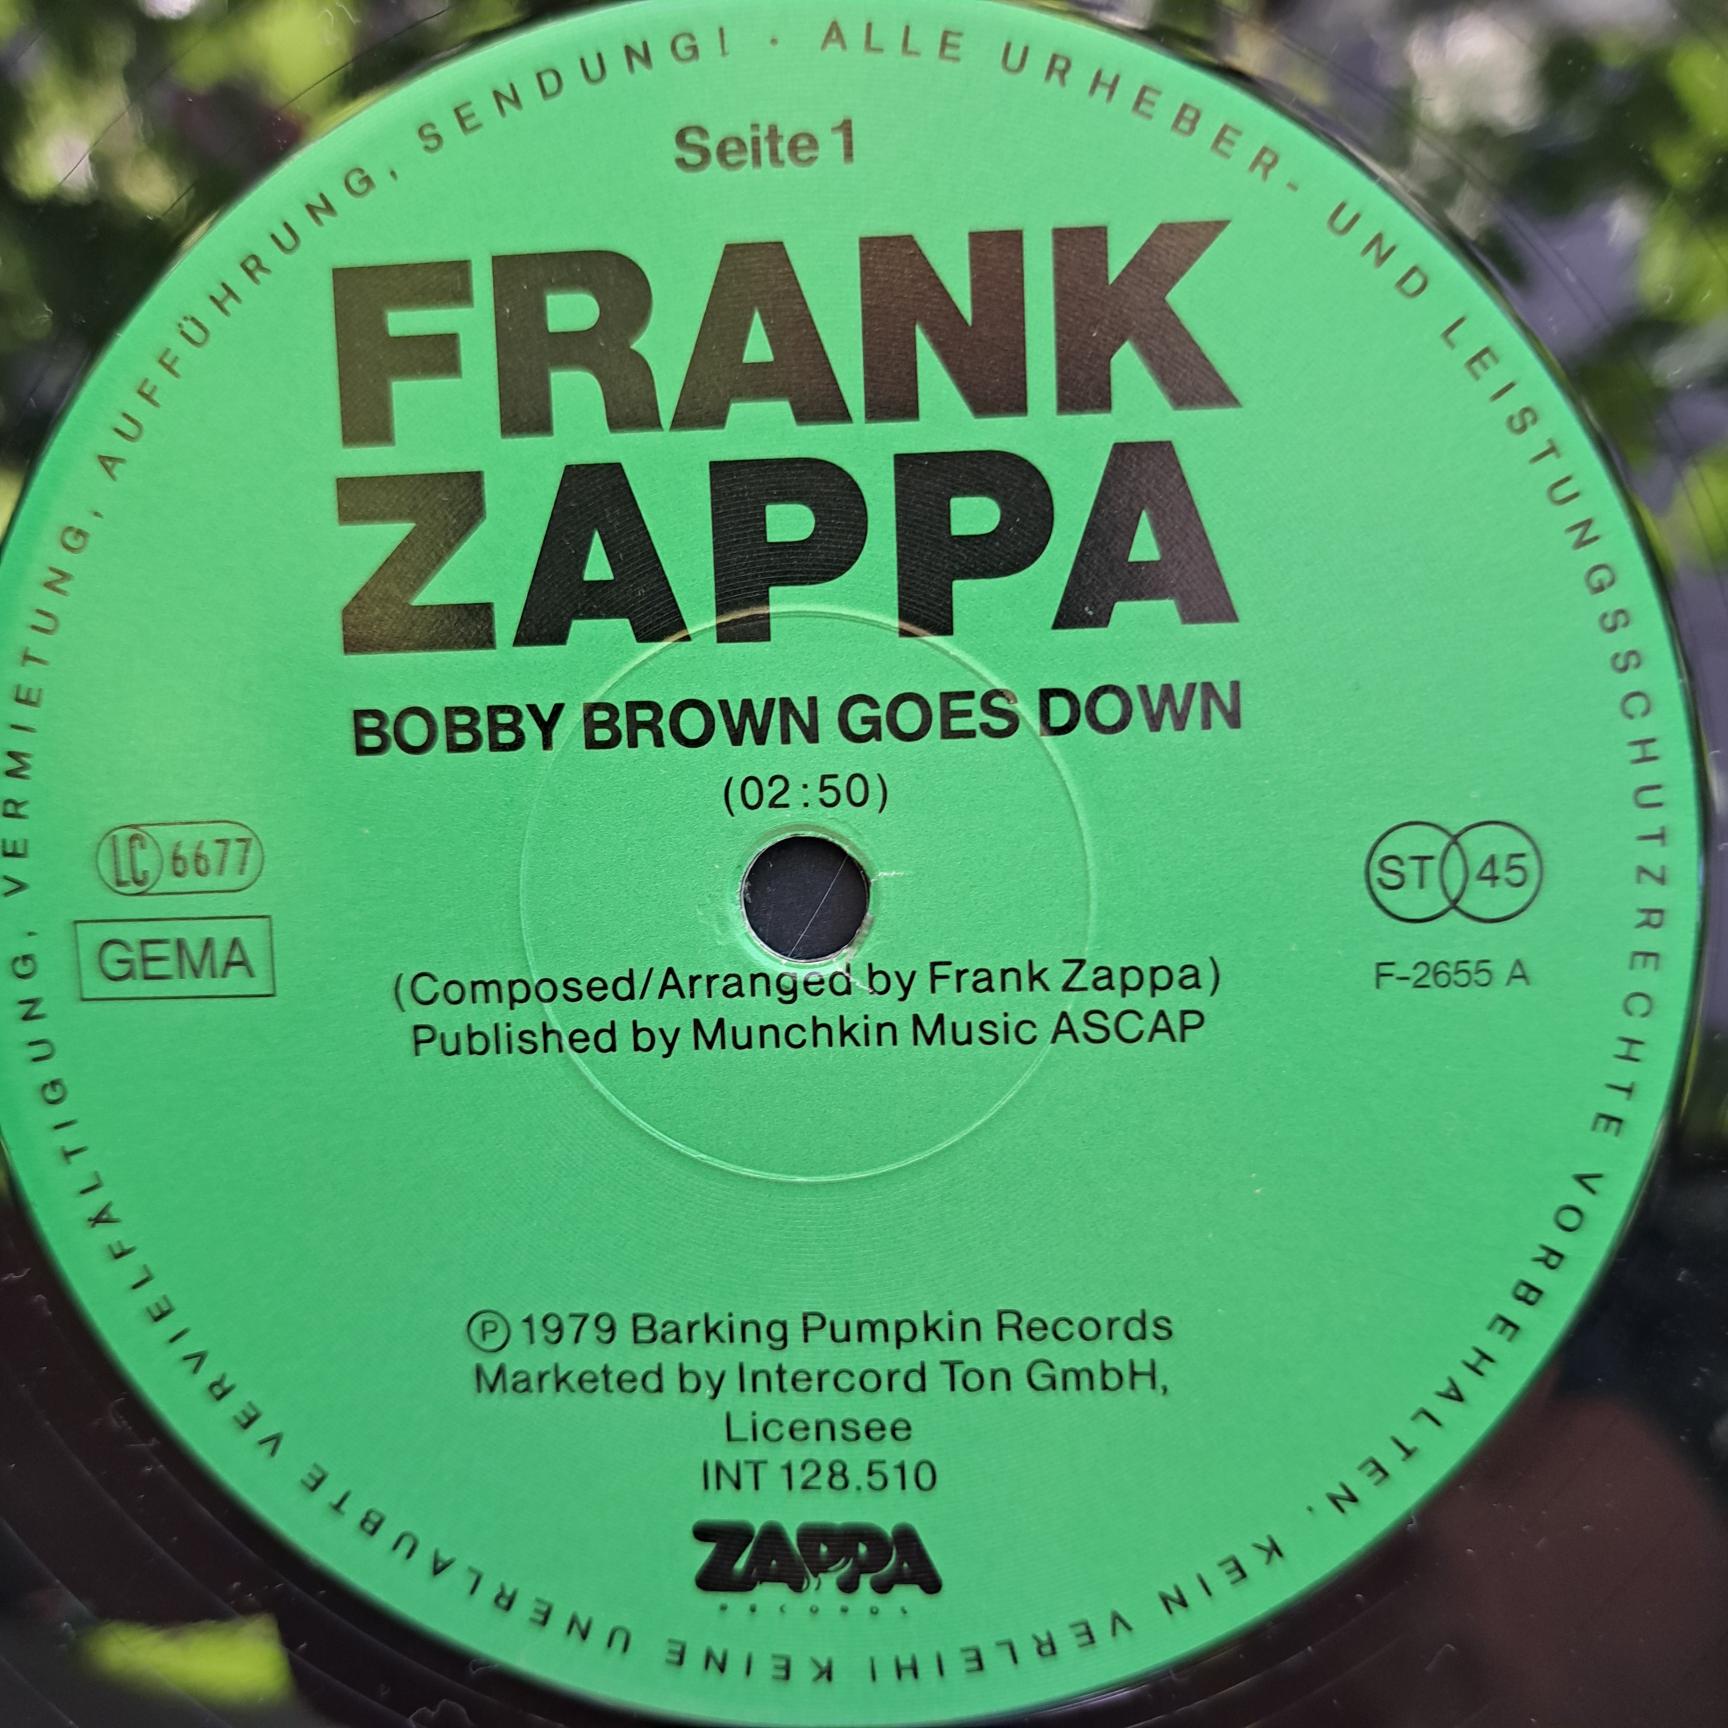 ALLE URHEBER- UND LEISTUNGSSCHUTZRECHTE VORBEHALTEN. KEIN VERLEIH! KEINE UNERLAUBTE VERVIELFÄLTIGUNG, VERMIETUNG, AUFFÜHRUNG, SENDUNG! ·
Seite 1
FRANK
ZAPPA
BOBBY BROWN GOES DOWN
(02:50)
LC 6677
GEMA
ST 45
F-2655 A
(Composed/Arranged by Frank Zappa)
Published by Munchkin Music ASCAP
Ⓟ 1979 Barking Pumpkin Records
Marketed by Intercord Ton GmbH,
Licensee
INT 128.510
ZAPPA
RECORDS